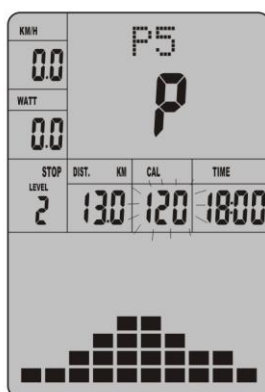 KM/H
0.0
P5
P
WATT
0.0
STOP
LEVEL
2
DIST. KM
13.0
CAL
120
TIME
18:00